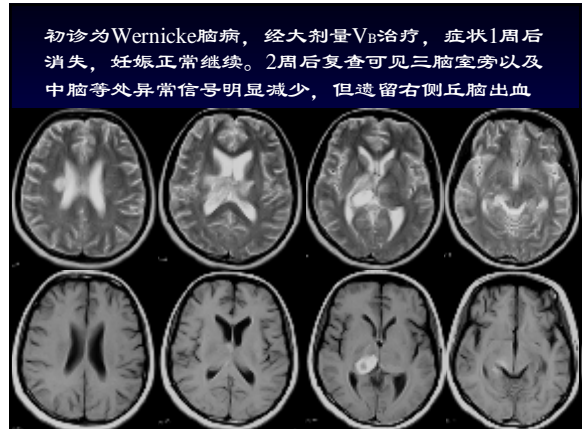 初诊为Wernicke脑病，经大剂量VB治疗，症状1周后
消失，妊娠正常继续。2周后复查可见三脑室旁以及
中脑等处异常信号明显减少，但遗留右侧丘脑出血